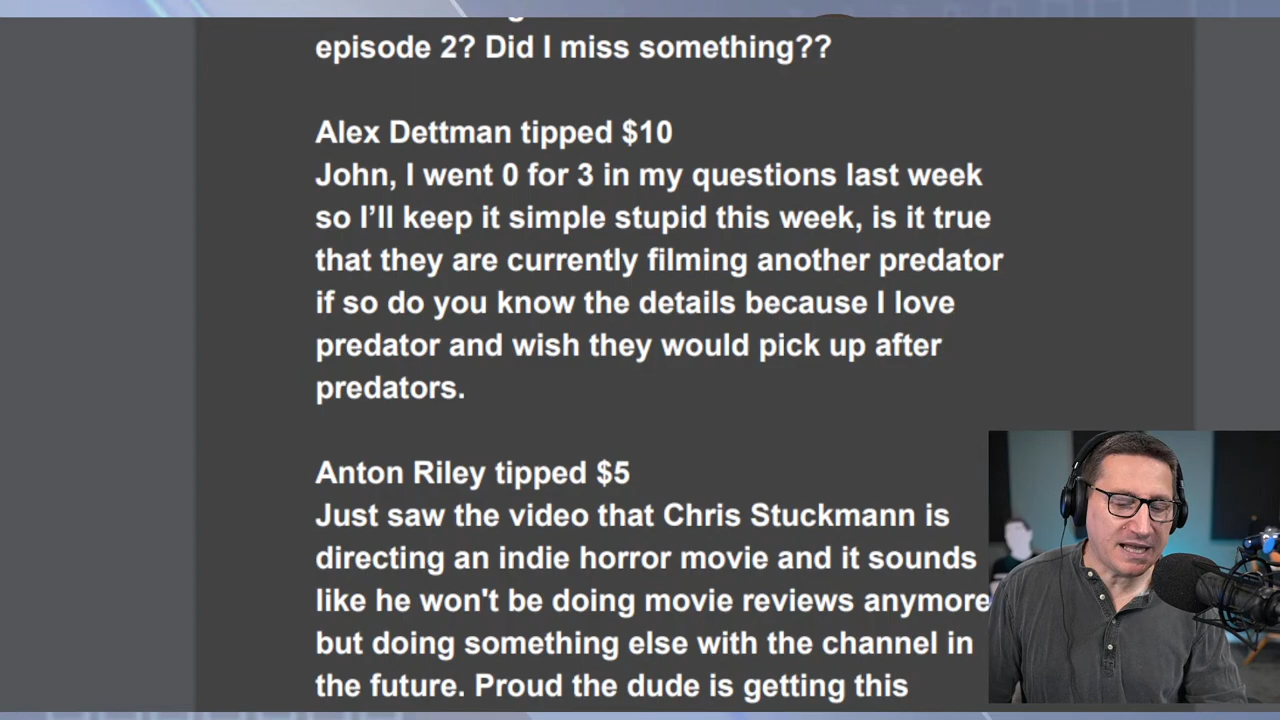 episode 2? Did I miss something??
Alex Dettman tipped $10
John, I went 0 for 3 in my questions last week
so I’ll keep it simple stupid this week, is it true
that they are currently filming another predator
if so do you know the details because I love
predator and wish they would pick up after
predators.
Anton Riley tipped $5
Just saw the video that Chris Stuckmann is
directing an indie horror movie and it sounds
like he won't be doing movie reviews anymore
but doing something else with the channel in
the future. Proud the dude is getting this